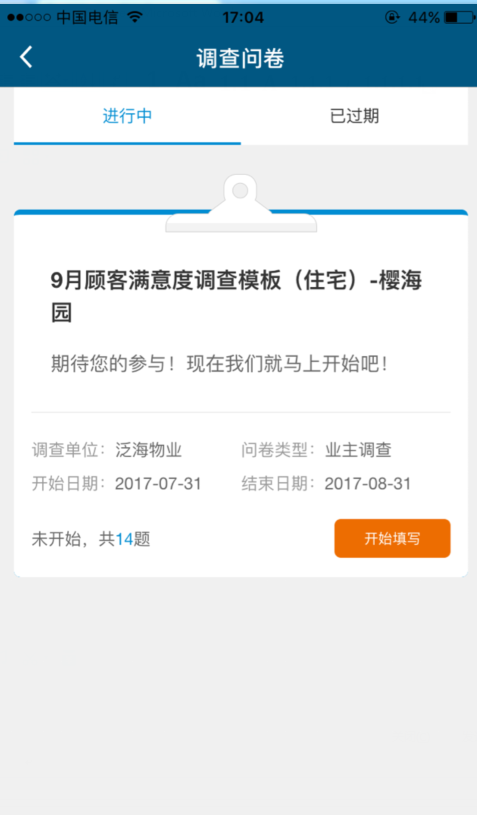 中国电信 17:04 44%
调查问卷
进行中 已过期
9月顾客满意度调查模板（住宅）-樱海
园
期待您的参与！现在我们就马上开始吧！
调查单位：泛海物业 问卷类型：业主调查
开始日期：2017-07-31 结束日期：2017-08-31
未开始，共14题 开始填写